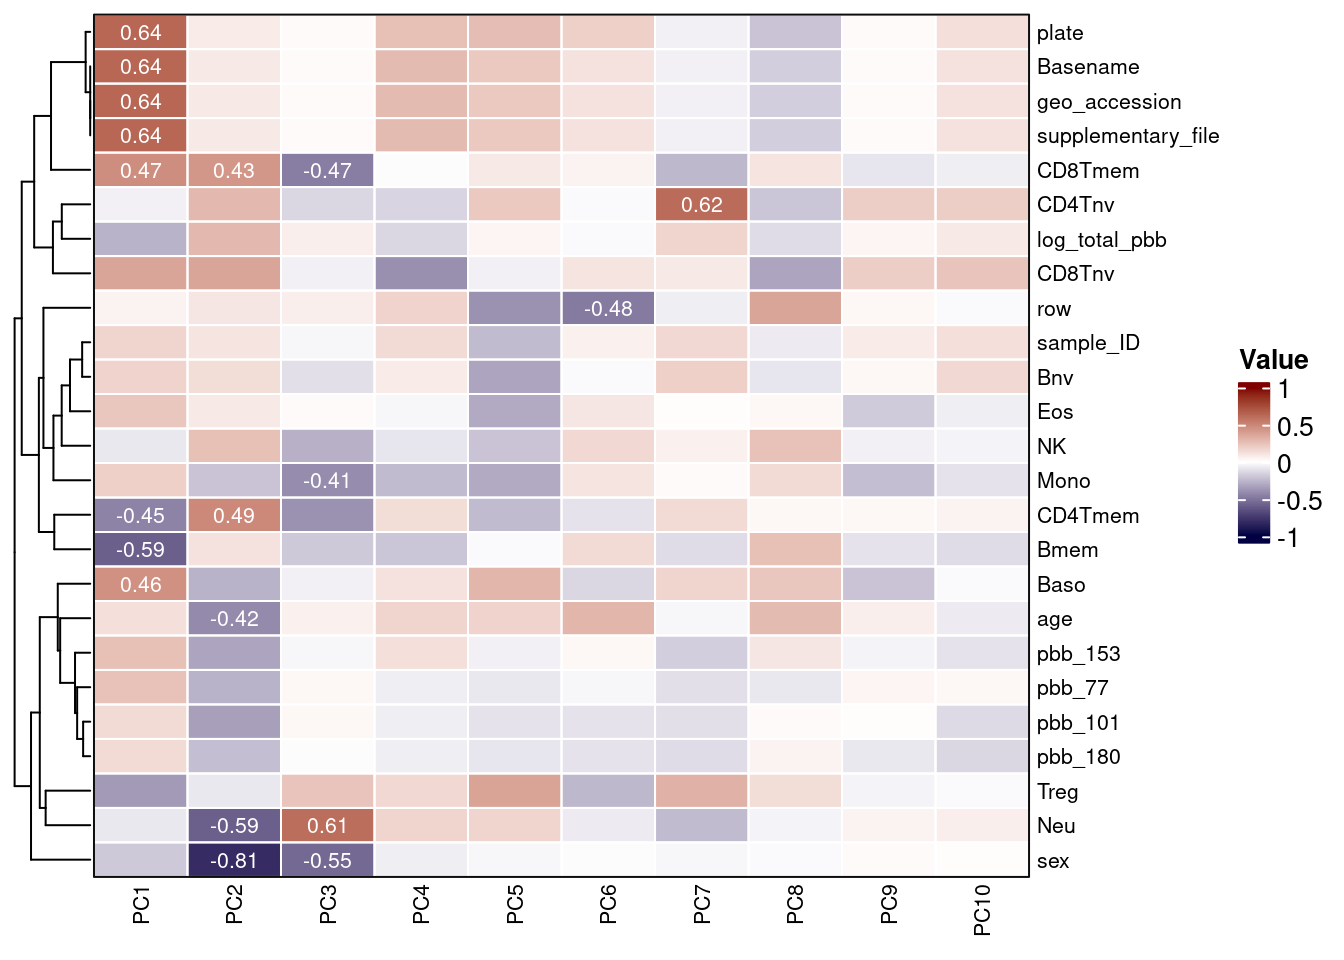 0.64 plate
0.64 Basename
0.64 geo_accession
0.64 supplementary_file
0.47 0.43 -0.47 CD8Tmem
0.62 CD4Tnv
log_total_pbb
CD8Tnv
-0.48 row
sample_ID
Bnv
Eos
NK
-0.41 Mono
-0.45 0.49 CD4Tmem
-0.59 Bmem
0.46 Baso
-0.42 age
pbb_153
pbb_77
pbb_101
pbb_180
Treg
-0.59 0.61 Neu
-0.81 -0.55 sex
PC1 PC2 PC3 PC4 PC5 PC6 PC7 PC8 PC9 PC10
Value
1
0.5
0
-0.5
-1